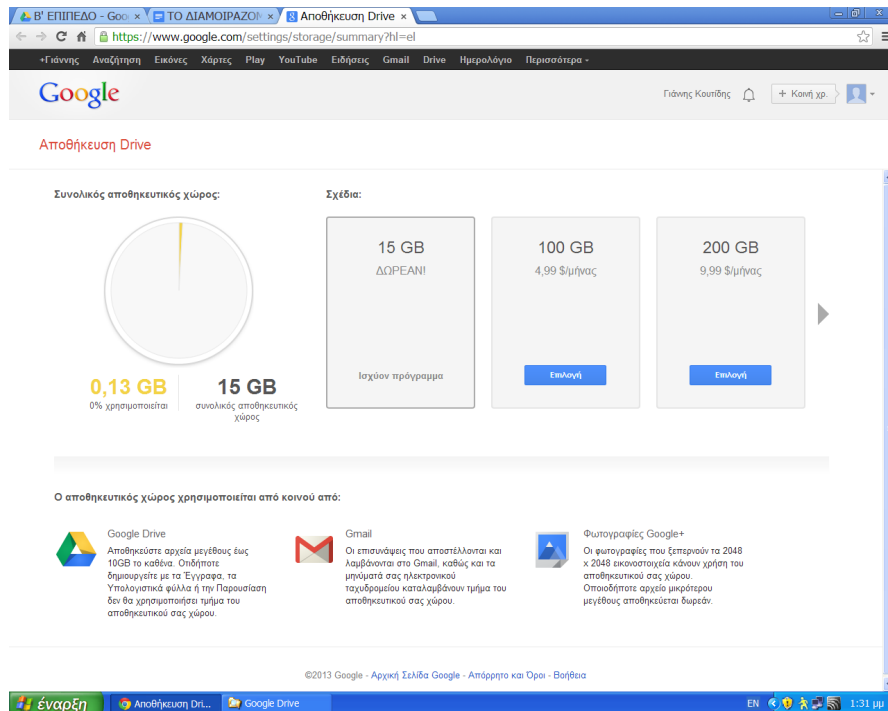 Β' ΕΠΙΠΕΔΟ - Goo
ΤΟ ΔΙΑΜΟΙΡΑΖΟΜ
Αποθήκευση Drive
https://www.google.com/settings/storage/summary?hl=el
+Γιάννης Αναζήτηση Εικόνες Χάρτες Play YouTube Ειδήσεις Gmail Drive Ημερολόγιο Περισσότερα
Google
Γιάννης Κουτίδης
+ Κοινή χρ.
Αποθήκευση Drive
Συνολικός αποθηκευτικός χώρος:
0,13 GB
0% χρησιμοποιείται
15 GB
συνολικός αποθηκευτικός
χώρος
Σχέδια:
15 GB
ΔΩΡΕΑΝ!
Ισχύον πρόγραμμα
100 GB
4,99 $/μήνας
Επιλογή
200 GB
9,99 $/μήνας
Επιλογή
Ο αποθηκευτικός χώρος χρησιμοποιείται από κοινού από:
Google Drive
Αποθηκεύστε αρχεία μεγέθους έως
10GB το καθένα. Οτιδήποτε
δημιουργείτε με τα Έγγραφα, τα
Υπολογιστικά φύλλα ή την Παρουσίαση
δεν θα χρησιμοποιήσει τμήμα του
αποθηκευτικού σας χώρου.
Gmail
Οι επισυνάψεις που αποστέλλονται και
λαμβάνονται στο Gmail, καθώς και τα
μηνύματά σας ηλεκτρονικού
ταχυδρομείου καταλαμβάνουν τμήμα του
αποθηκευτικού σας χώρου.
Φωτογραφίες Google+
Οι φωτογραφίες που ξεπερνούν τα 2048
x 2048 εικονοστοιχεία κάνουν χρήση του
αποθηκευτικού σας χώρου.
Οποιοδήποτε αρχείο μικρότερου
μεγέθους αποθηκεύεται δωρεάν.
©2013 Google - Αρχική Σελίδα Google - Απόρρητο και Όροι - Βοήθεια
έναρξη
Αποθήκευση Dri...
Google Drive
EN
1:31 μμ